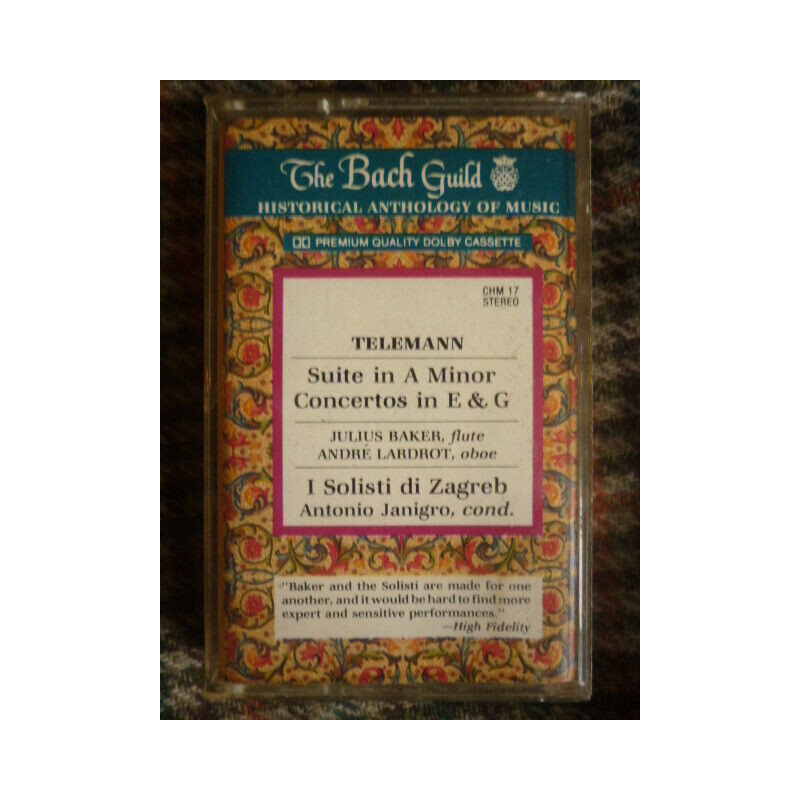 The Bach Guild
HISTORICAL ANTHOLOGY OF MUSIC
PREMIUM QUALITY DOLBY CASSETTE
CHM 17
STEREO
TELEMANN
Suite in A Minor
Concertos in E & G
JULIUS BAKER, flute
ANDRÉ LARDROT, oboe
I Solisti di Zagreb
Antonio Janigro, cond.
"Baker and the Solisti are made for one
another, and it would be hard to find more
expert and sensitive performances."
—High Fidelity